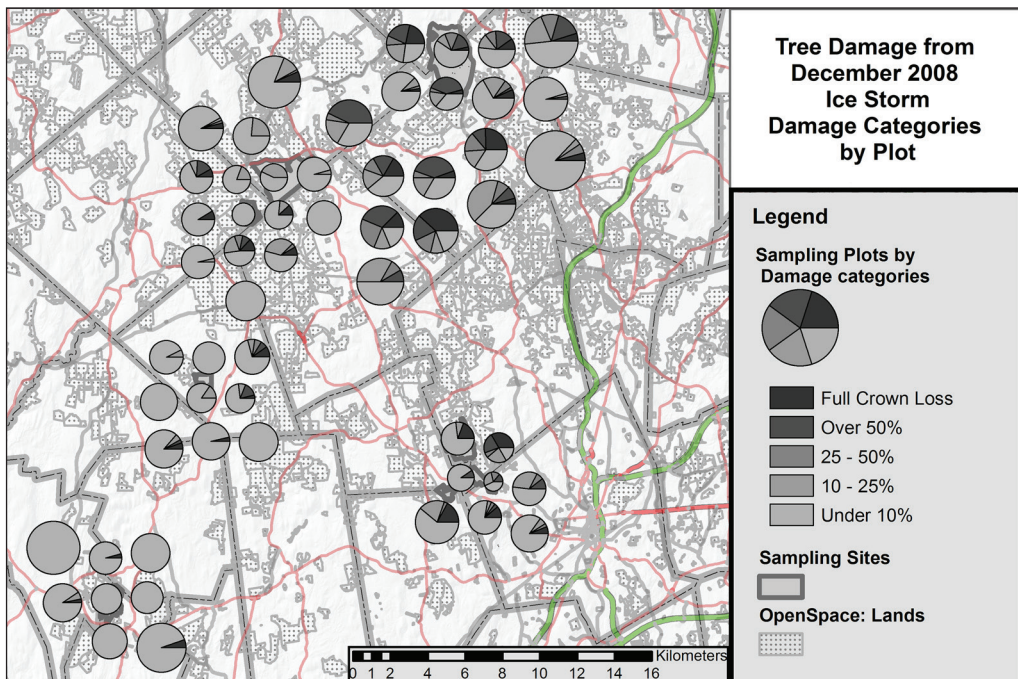 Tree Damage from
December 2008
Ice Storm
Damage Categories
by Plot
Legend
Sampling Plots by
Damage categories
Full Crown Loss
Over 50%
25 - 50%
10 - 25%
Under 10%
Sampling Sites
OpenSpace: Lands
Kilometers
0 1 2 4 6 8 10 12 14 16